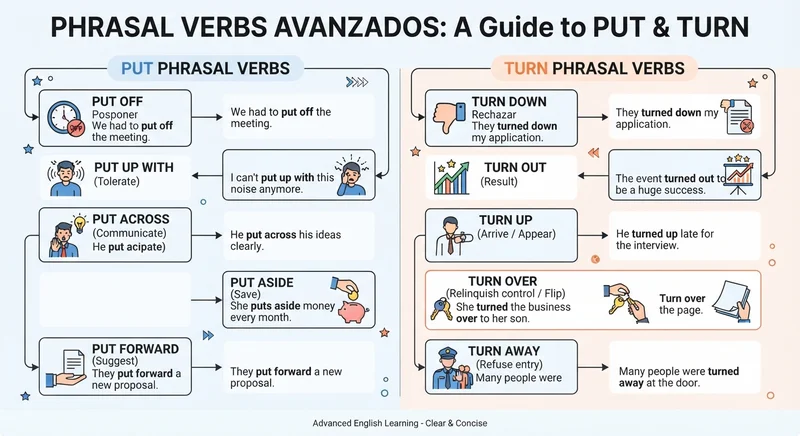 PHRASAL VERBS AVANZADOS: A Guide to PUT & TURN
PUT PHRASAL VERBS
PUT OFF
Posponer
We had to put off
the meeting.
We had to put off the
meeting.
PUT UP WITH
(Tolerate)
I can't put up with this
noise anymore.
PUT ACROSS
(Communicate)
He put acipate)
He put across his ideas
clearly.
PUT ASIDE
(Save)
She puts aside money
every month.
PUT FORWARD
(Suggest)
They put forward a
new proposal.
They put forward a new
proposal.
TURN PHRASAL VERBS
TURN DOWN
Rechazar
They turned down
my application.
They turned down my
application.
TURN OUT
(Result)
The event turned out to
be a huge success.
TURN UP
(Arrive / Appear)
He turned up late for
the interview.
TURN OVER
(Relinquish control / Flip)
She turned the business
over to her son.
Turn over
the page.
TURN AWAY
(Refuse entry)
Many people were
Many people were turned
away at the door.
Advanced English Learning - Clear & Concise